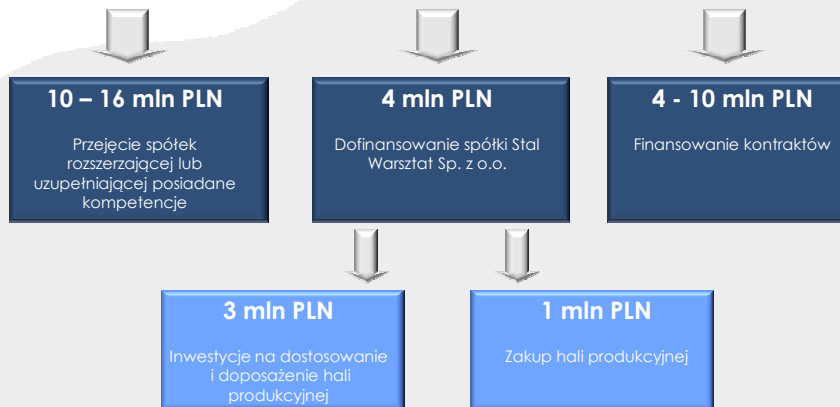 10 – 16 mln PLN
Przejęcie spółek
rozszerzającej lub
uzupełniającej posiadane
kompetencje
4 mln PLN
Dofinansowanie spółki Stal
Warsztat Sp. z o.o.
4 - 10 mln PLN
Finansowanie kontraktów
3 mln PLN
Inwestycje na dostosowanie
i doposażenie hali
produkcyjnej
1 mln PLN
Zakup hali produkcyjnej